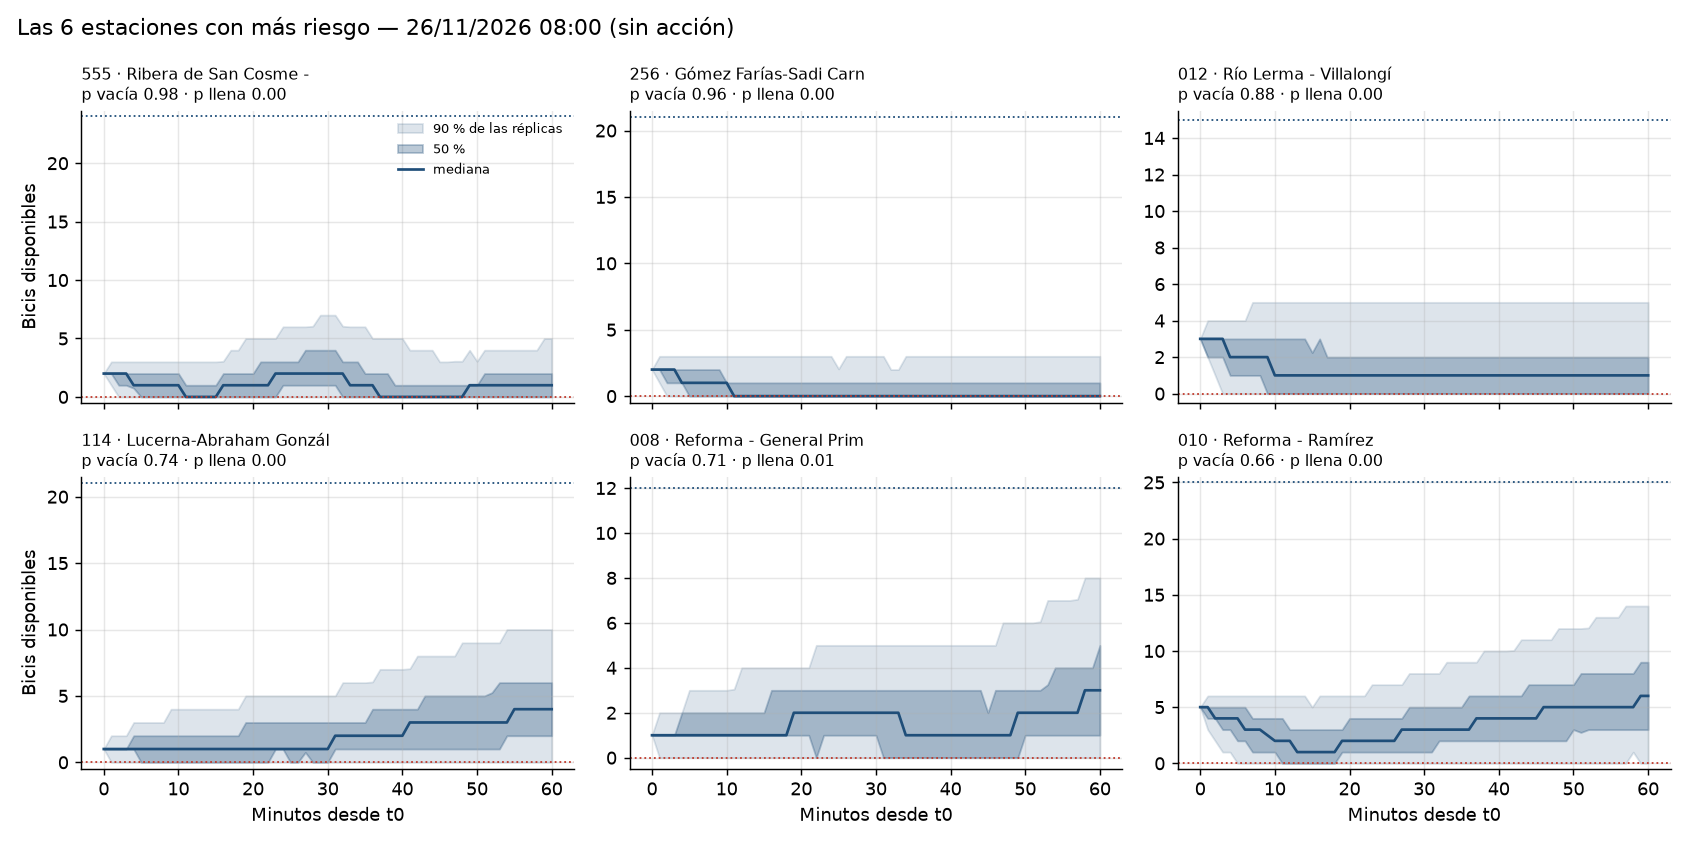 Las 6 estaciones con más riesgo — 26/11/2026 08:00 (sin acción)
555 · Ribera de San Cosme -
p vacía 0.98 · p llena 0.00
90 % de las réplicas
50 %
mediana
Bicis disponibles
20
15
10
5
0
256 · Gómez Farías-Sadi Carn
p vacía 0.96 · p llena 0.00
20
15
10
5
0
012 · Río Lerma - Villalongí
p vacía 0.88 · p llena 0.00
14
12
10
8
6
4
2
0
114 · Lucerna-Abraham Gonzál
p vacía 0.74 · p llena 0.00
Bicis disponibles
20
15
10
5
0
0 10 20 30 40 50 60
Minutos desde t0
008 · Reforma - General Prim
p vacía 0.71 · p llena 0.01
12
10
8
6
4
2
0
0 10 20 30 40 50 60
Minutos desde t0
010 · Reforma - Ramírez
p vacía 0.66 · p llena 0.00
25
20
15
10
5
0
0 10 20 30 40 50 60
Minutos desde t0